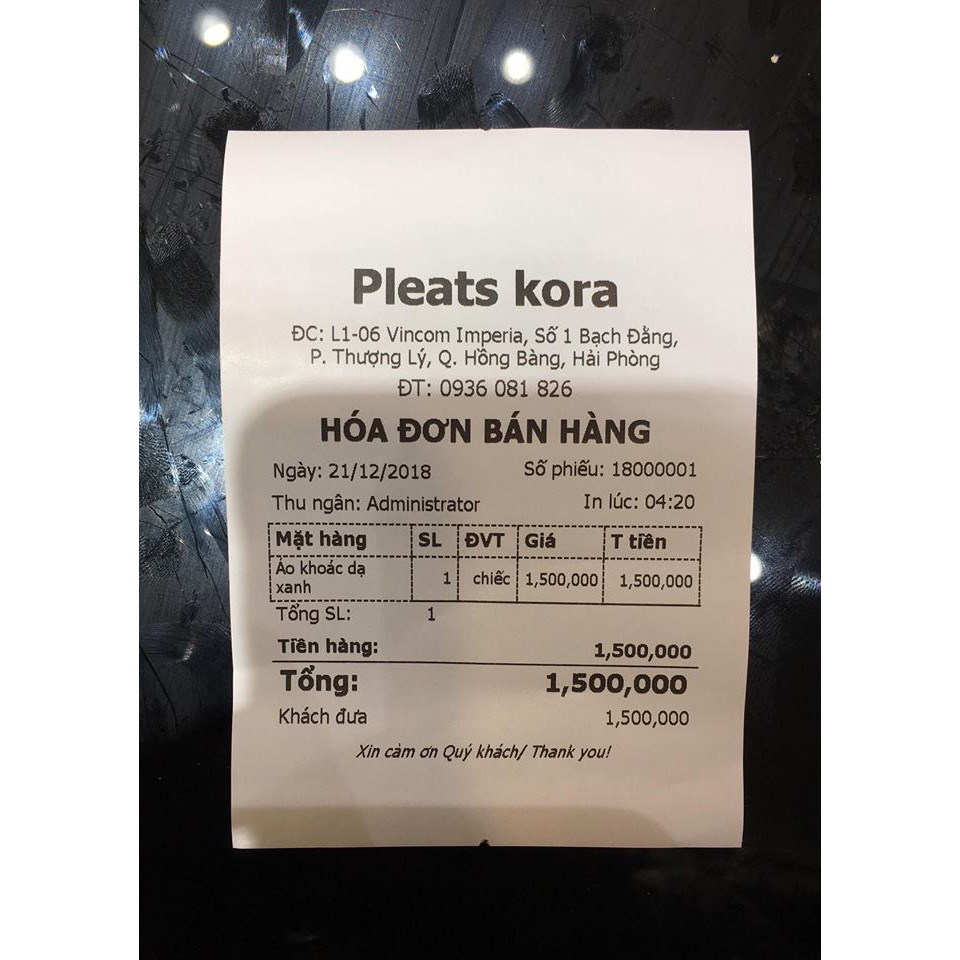 Pleats kora
ĐC: L1-06 Vincom Imperia, Số 1 Bạch Đằng,
P. Thượng Lý, Q. Hồng Bàng, Hải Phòng
ĐT: 0936 081 826
HÓA ĐƠN BÁN HÀNG
Ngày: 21/12/2018 Số phiếu: 18000001
Thu ngân: Administrator In lúc: 04:20
Mặt hàng SL ĐVT Giá T tiền
Áo khoác dạ
xanh 1 chiếc 1,500,000 1,500,000
Tổng SL: 1
Tiền hàng: 1,500,000
Tổng: 1,500,000
Khách đưa 1,500,000
Xin cảm ơn Quý khách/ Thank you!